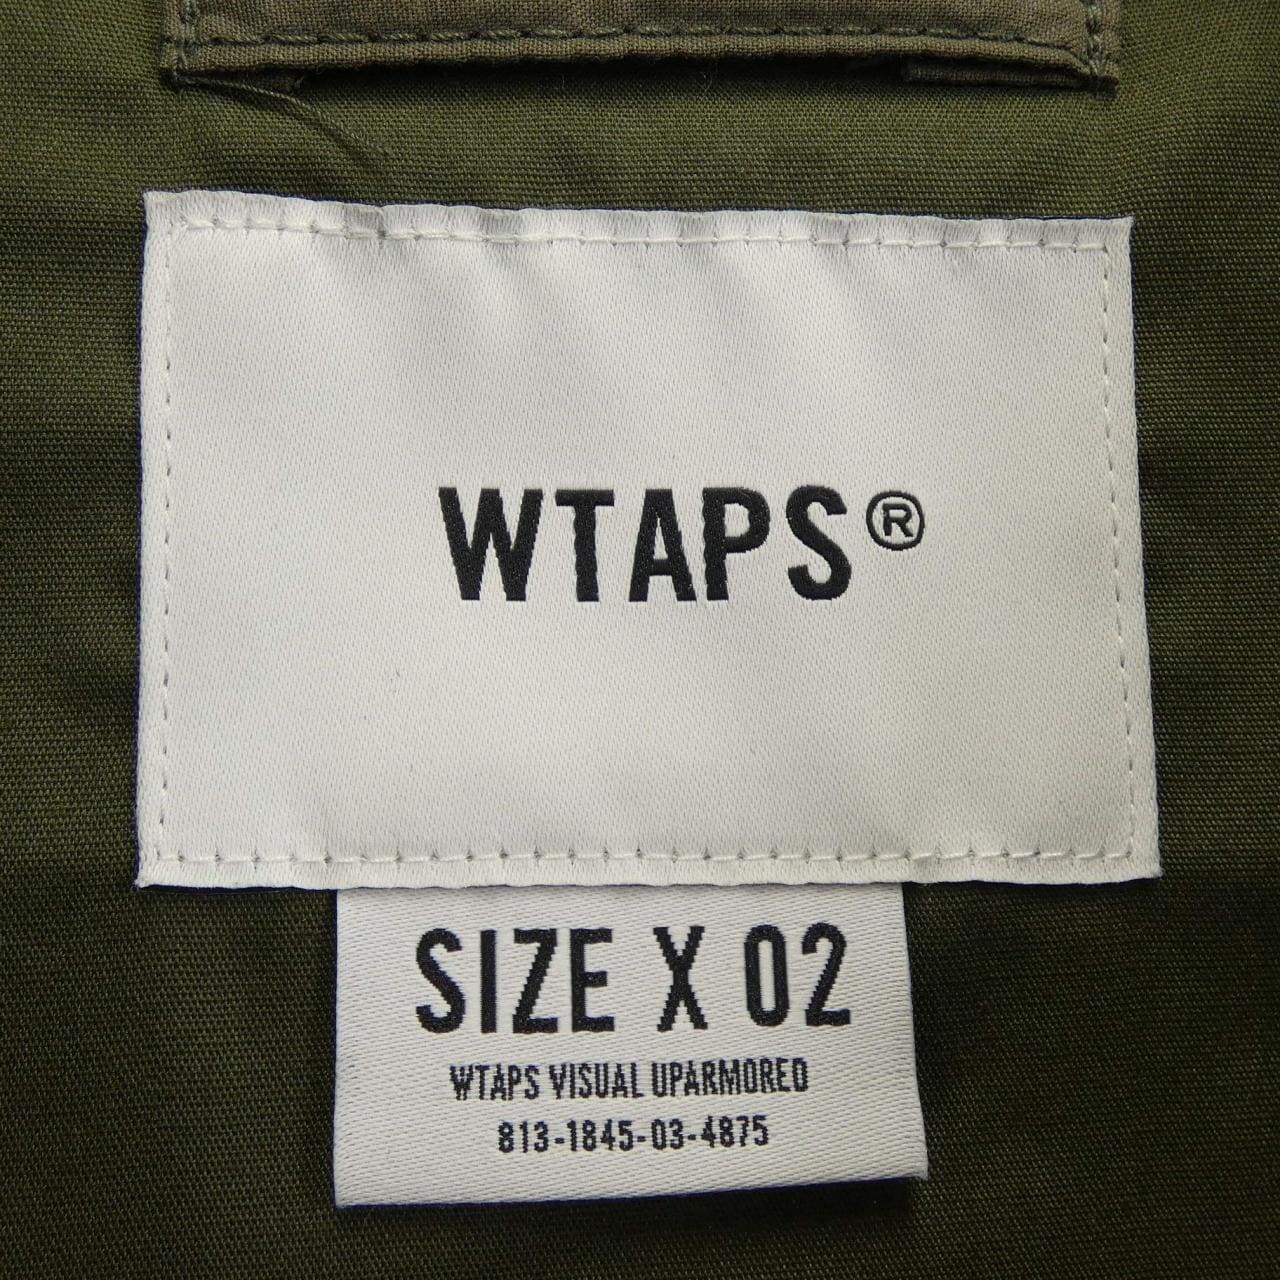 WTAPS®
SIZE X 02
WTAPS VISUAL UPARMORED
813-1845-03-4875